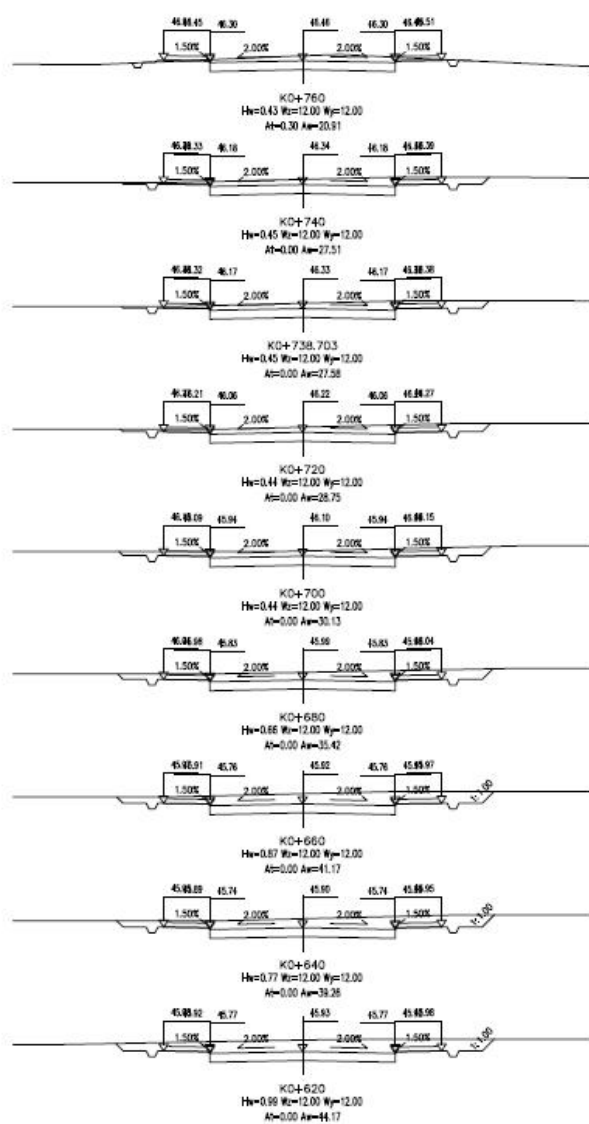 46.30 46.46 46.30
1.50% 2.00% 2.00% 1.50%
K0+760
Hw=0.43 Wz=12.00 Wy=12.00
At=0.30 Aw=20.91
46.18 46.34 46.18
1.50% 2.00% 2.00% 1.50%
K0+740
Hw=0.45 Wz=12.00 Wy=12.00
At=0.00 Aw=27.51
46.17 46.33 46.17
1.50% 2.00% 2.00% 1.50%
K0+738.703
Hw=0.45 Wz=12.00 Wy=12.00
At=0.00 Aw=27.58
46.06 46.22 46.06
1.50% 2.00% 2.00% 1.50%
K0+720
Hw=0.44 Wz=12.00 Wy=12.00
At=0.00 Aw=28.75
45.94 46.10 45.94
1.50% 2.00% 2.00% 1.50%
K0+700
Hw=0.44 Wz=12.00 Wy=12.00
At=0.00 Aw=30.13
45.83 45.99 45.83
1.50% 2.00% 2.00% 1.50%
K0+680
Hw=0.66 Wz=12.00 Wy=12.00
At=0.00 Aw=35.42
45.76 45.92 45.76
1.50% 2.00% 2.00% 1.50% 1:1.00
K0+660
Hw=0.87 Wz=12.00 Wy=12.00
At=0.00 Aw=41.17
45.74 45.90 45.74
1.50% 2.00% 2.00% 1.50% 1:1.00
K0+640
Hw=0.77 Wz=12.00 Wy=12.00
At=0.00 Aw=39.26
45.77 45.93 45.77
1.50% 2.00% 2.00% 1.50% 1:1.00
K0+620
Hw=0.99 Wz=12.00 Wy=12.00
At=0.00 Aw=44.17